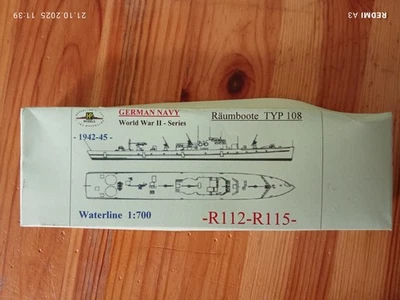 21.10.2025 11:39
REDMI A3
GERMAN NAVY
World War II - Series
Räumboote TYP 108
- 1942-45 -
Waterline 1:700
-R112-R115-